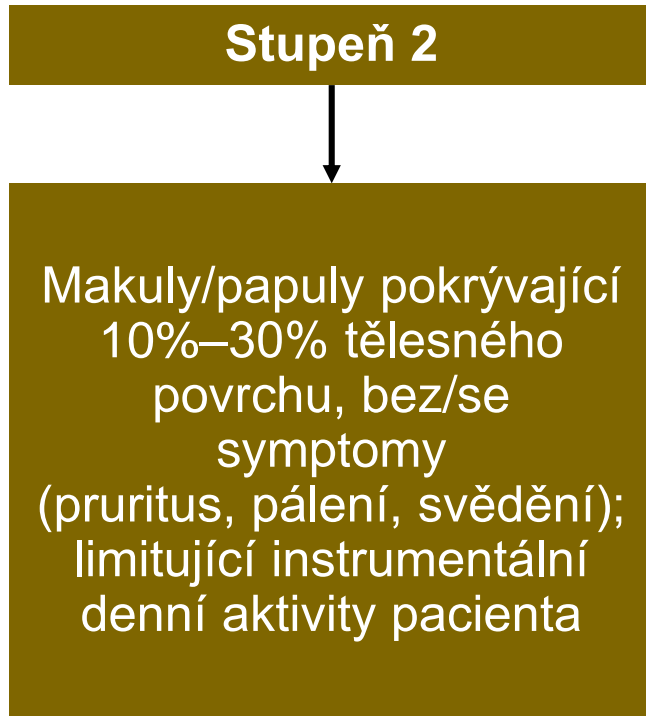 Stupeň 2
Makuly/papuly pokrývající
10%–30% tělesného
povrchu, bez/se
symptomy
(pruritus, pálení, svědění);
limitující instrumentální
denní aktivity pacienta